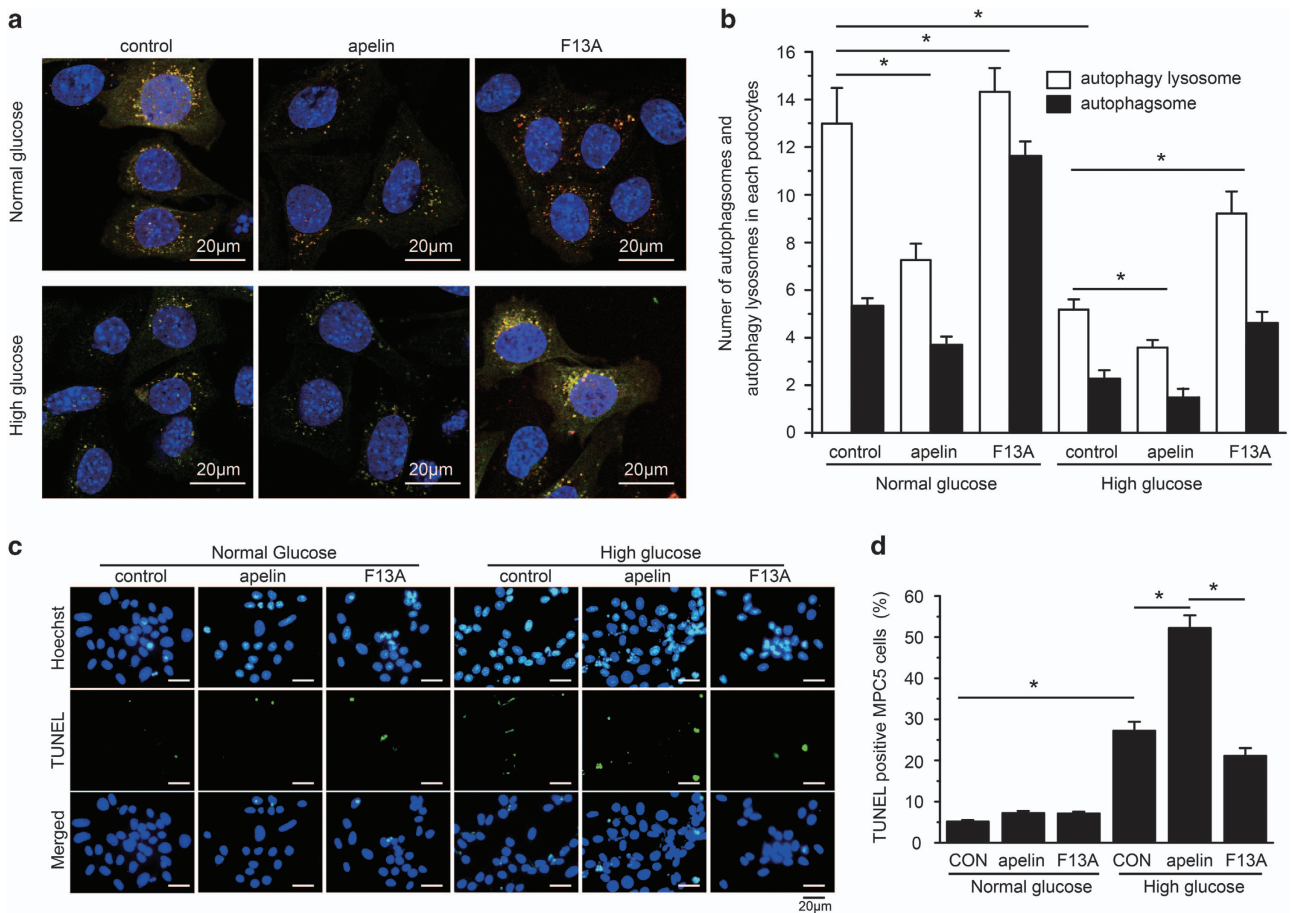 a
control apelin F13A
Normal glucose
20μm 20μm 20μm
High glucose
20μm 20μm 20μm
b
Numer of autophagsomes and
autophagy lysosomes in each podocytes
16
14
12
10
8
6
4
2
0
* * * * *
autophagy lysosome
autophagsome
control apelin F13A control apelin F13A
Normal glucose High glucose
c
Normal Glucose High glucose
control apelin F13A control apelin F13A
Hoechst
TUNEL
Merged
20μm
d
TUNEL positive MPC5 cells (%)
60
50
40
30
20
10
0
* * *
CON apelin F13A CON apelin F13A
Normal glucose High glucose